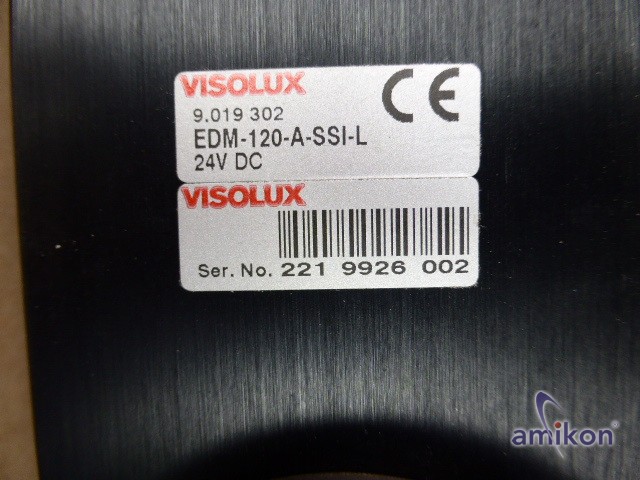 VISOLUX
9.019 302
EDM-120-A-SSI-L
24V DC
CE
VISOLUX
Ser. No. 221 9926 002
amikon